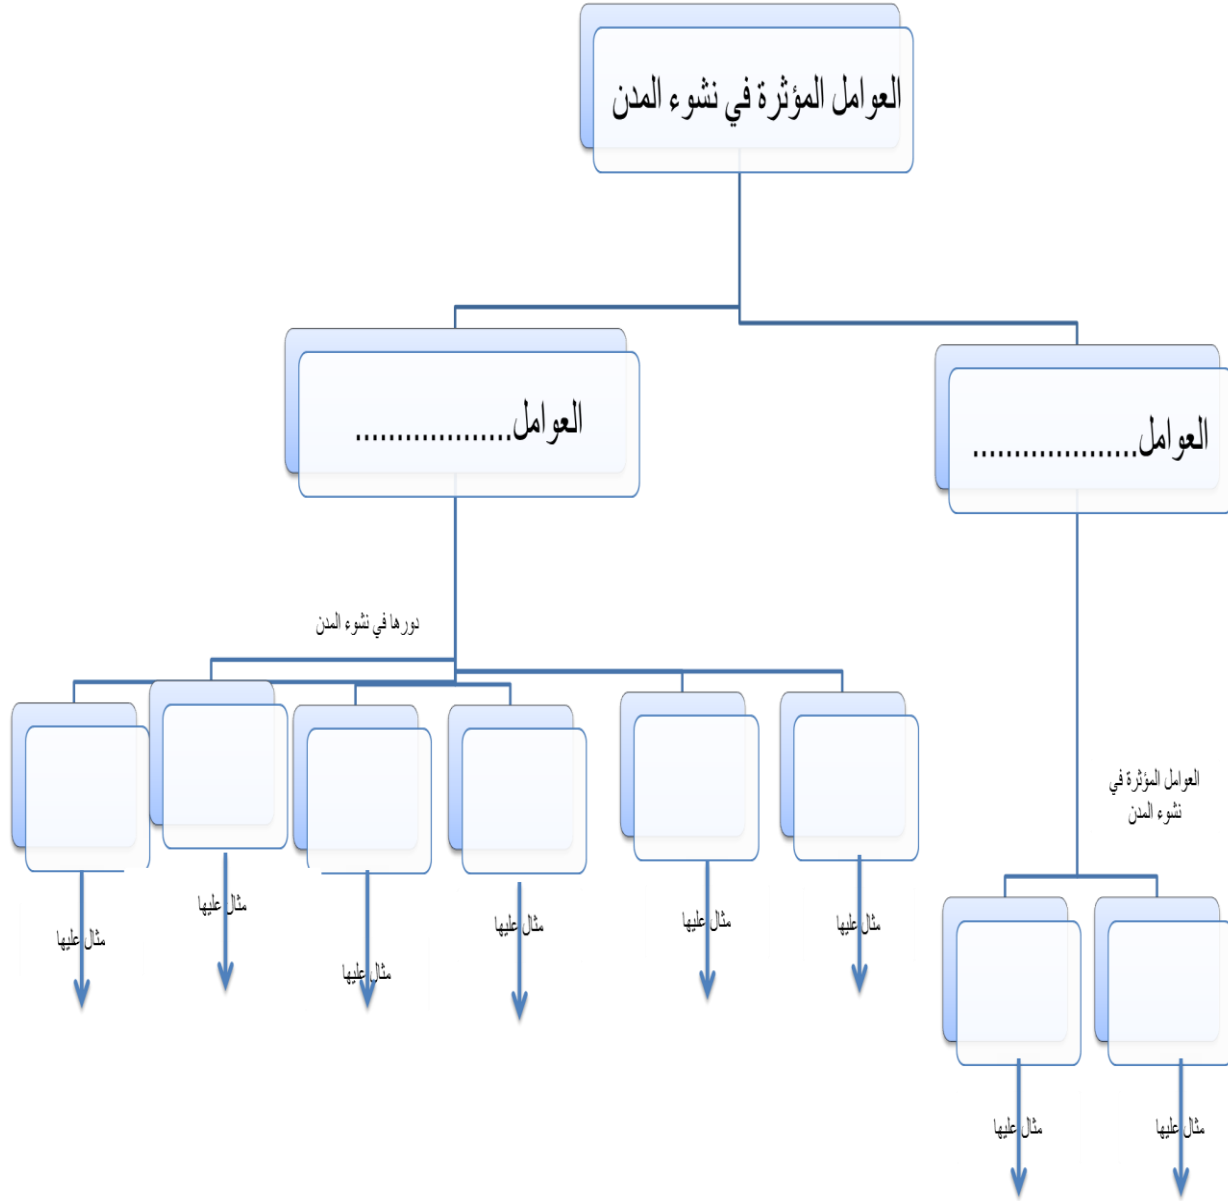 العوامل المؤثرة في نشوء المدن
العوامل....................
العوامل...................
دورها في نشوء المدن
العوامل المؤثرة في
نشوء المدن
مثال عليها
مثال عليها
مثال عليها
مثال عليها
مثال عليها
مثال عليها
مثال عليها
مثال عليها